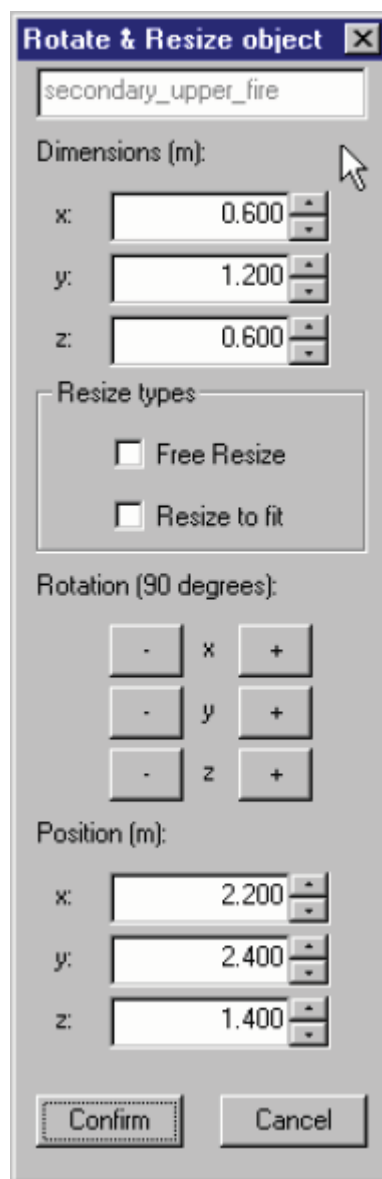 Rotate & Resize object
secondary_upper_fire
Dimensions (m):
x: 0.600
y: 1.200
z: 0.600
Resize types
Free Resize
Resize to fit
Rotation (90 degrees):
- x +
- y +
- z +
Position (m):
x: 2.200
y: 2.400
z: 1.400
Confirm Cancel